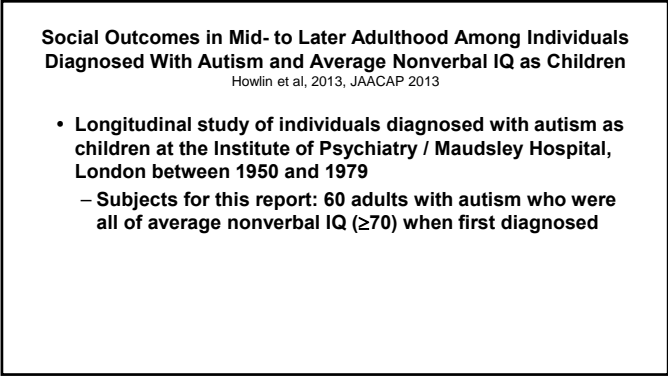 Social Outcomes in Mid- to Later Adulthood Among Individuals
Diagnosed With Autism and Average Nonverbal IQ as Children
Howlin et al, 2013, JAACAP 2013
• Longitudinal study of individuals diagnosed with autism as
children at the Institute of Psychiatry / Maudsley Hospital,
London between 1950 and 1979
– Subjects for this report: 60 adults with autism who were
all of average nonverbal IQ (≥70) when first diagnosed